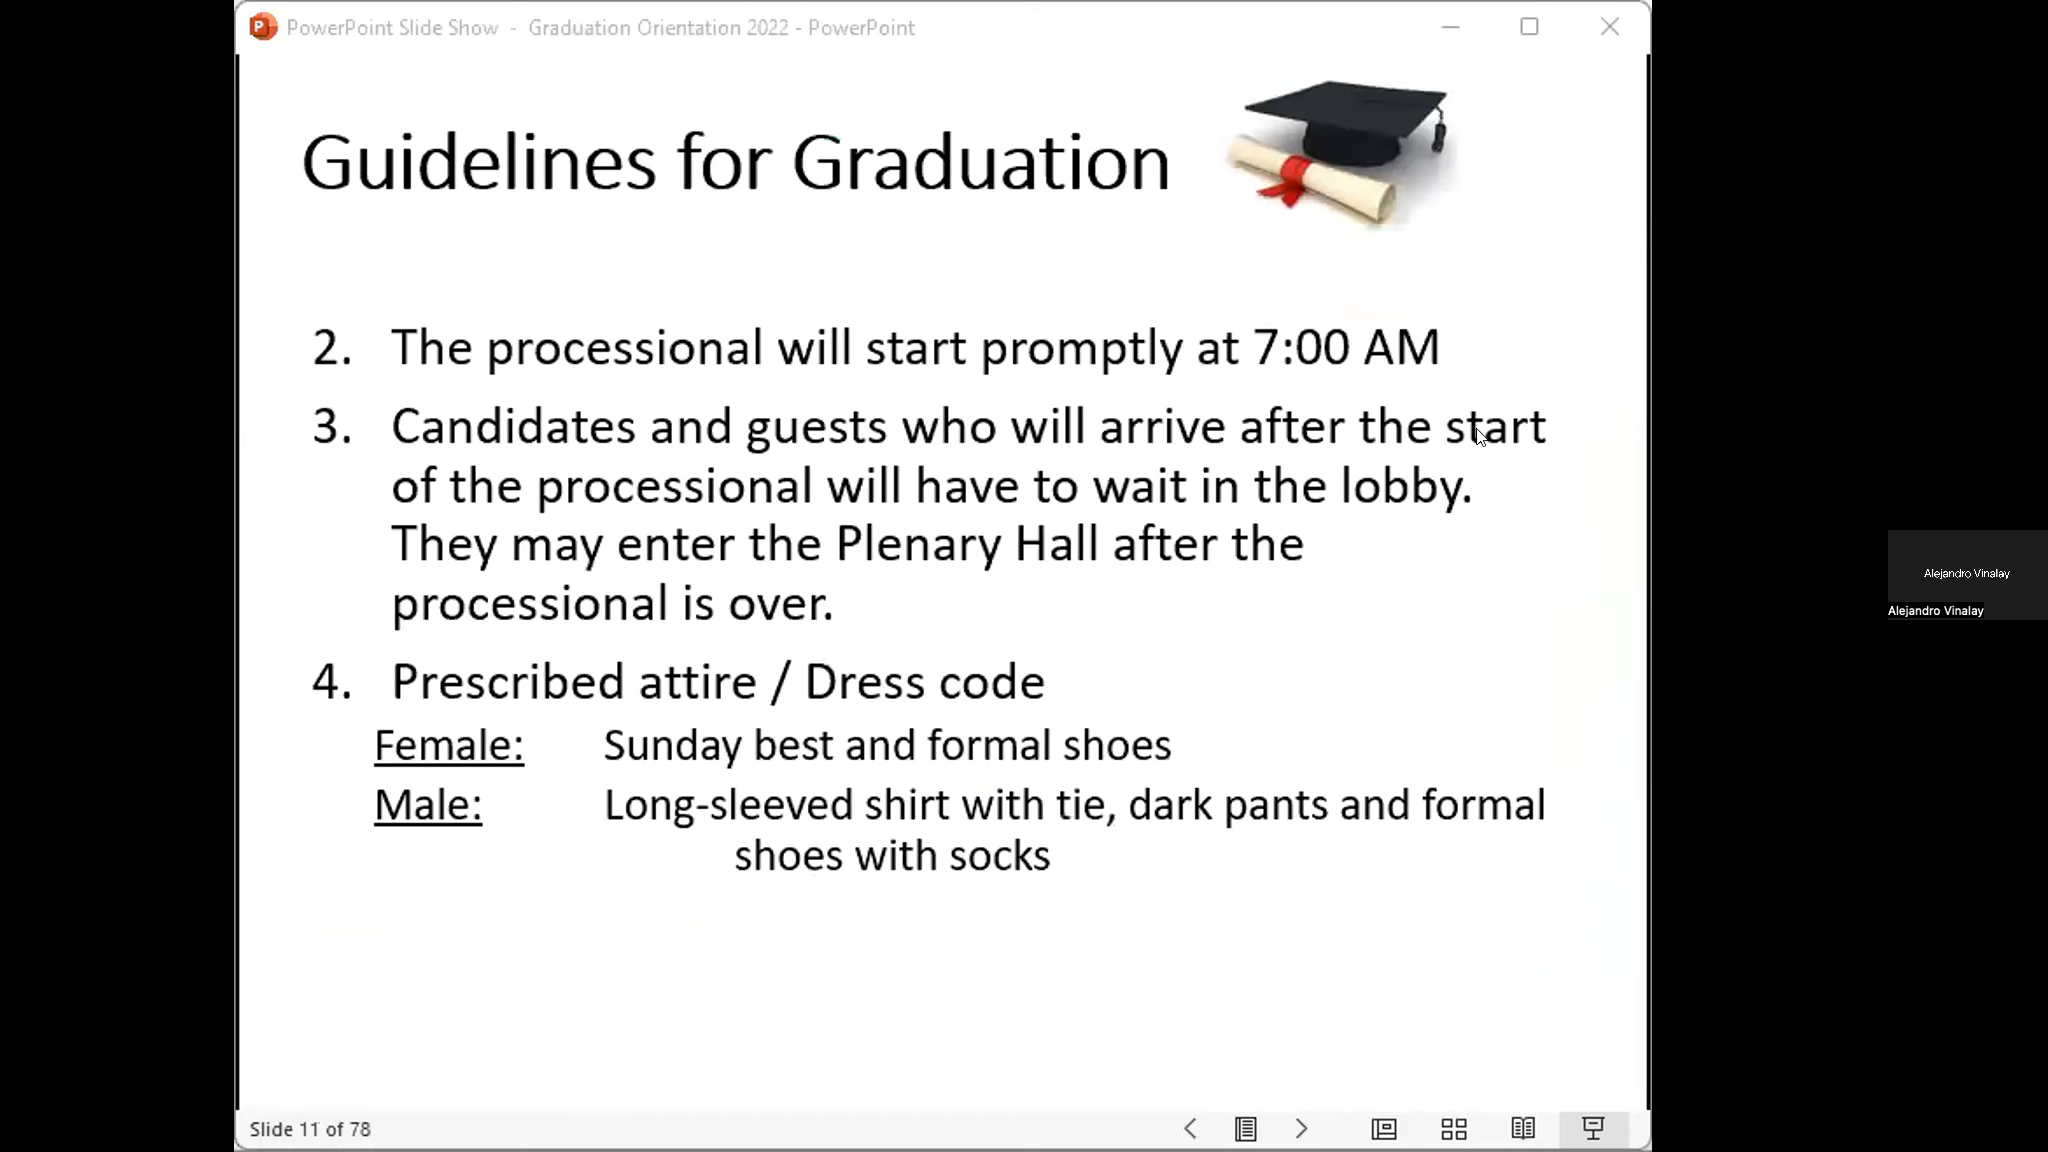 PowerPoint Slide Show - Graduation Orientation 2022 - PowerPoint
Guidelines for Graduation
2. The processional will start promptly at 7:00 AM
3. Candidates and guests who will arrive after the start
of the processional will have to wait in the lobby.
They may enter the Plenary Hall after the
processional is over.
4. Prescribed attire / Dress code
Female: Sunday best and formal shoes
Male: Long-sleeved shirt with tie, dark pants and formal
shoes with socks
Alejandro Vinalay
Alejandro Vinalay
Slide 11 of 78